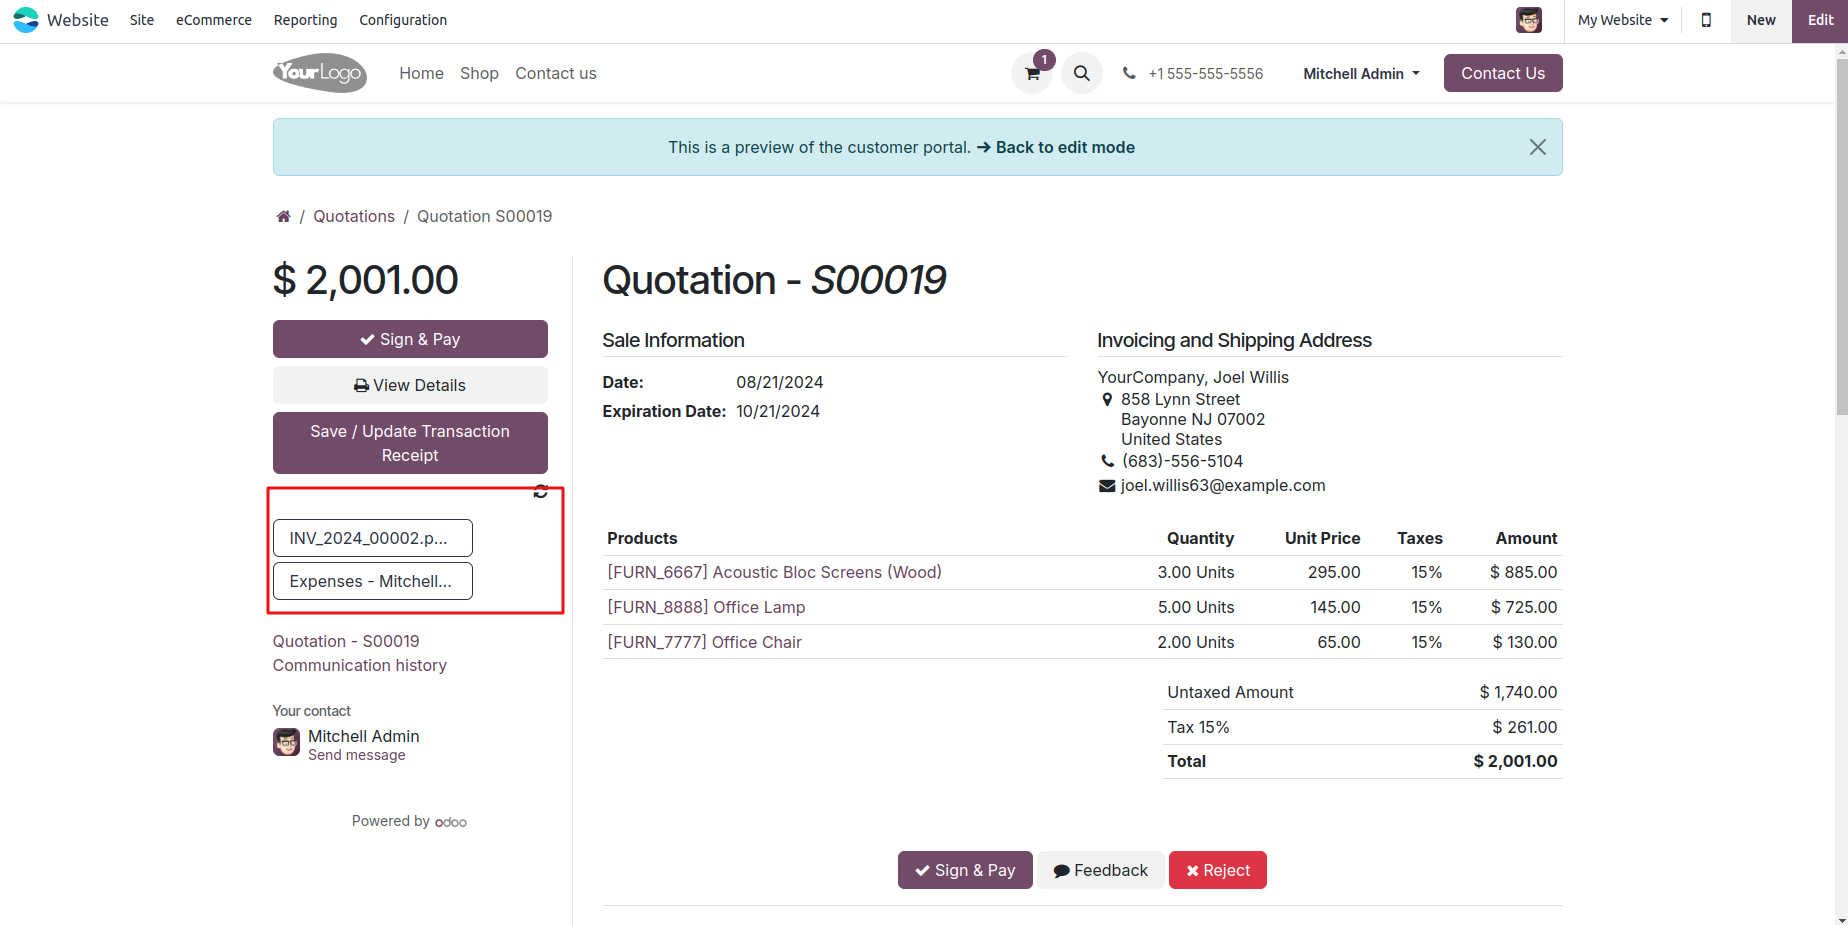 Website Site eCommerce Reporting Configuration My Website New Edit
YourLogo Home Shop Contact us 1 +1 555-555-5556 Mitchell Admin Contact Us
This is a preview of the customer portal. Back to edit mode
/ Quotations / Quotation S00019
$ 2,001.00
Sign & Pay
View Details
Save / Update Transaction
Receipt
INV_2024_00002.p...
Expenses - Mitchell...
Quotation - S00019
Communication history
Your contact
Mitchell Admin
Send message
Powered by odoo
Quotation - S00019
Sale Information
Date: 08/21/2024
Expiration Date: 10/21/2024
Invoicing and Shipping Address
YourCompany, Joel Willis
858 Lynn Street
Bayonne NJ 07002
United States
(683)-556-5104
joel.willis63@example.com
Products Quantity Unit Price Taxes Amount
[FURN_6667] Acoustic Bloc Screens (Wood) 3.00 Units 295.00 15% $ 885.00
[FURN_8888] Office Lamp 5.00 Units 145.00 15% $ 725.00
[FURN_7777] Office Chair 2.00 Units 65.00 15% $ 130.00
Untaxed Amount $ 1,740.00
Tax 15% $ 261.00
Total $ 2,001.00
Sign & Pay Feedback Reject